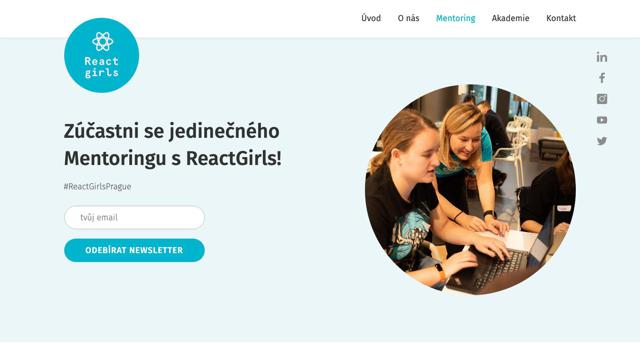 Úvod O nás Mentoring Akademie Kontakt
React
girls
Zúčastni se jedinečného
Mentoringu s ReactGirls!
#ReactGirlsPrague
tvůj email
ODEBÍRAT NEWSLETTER